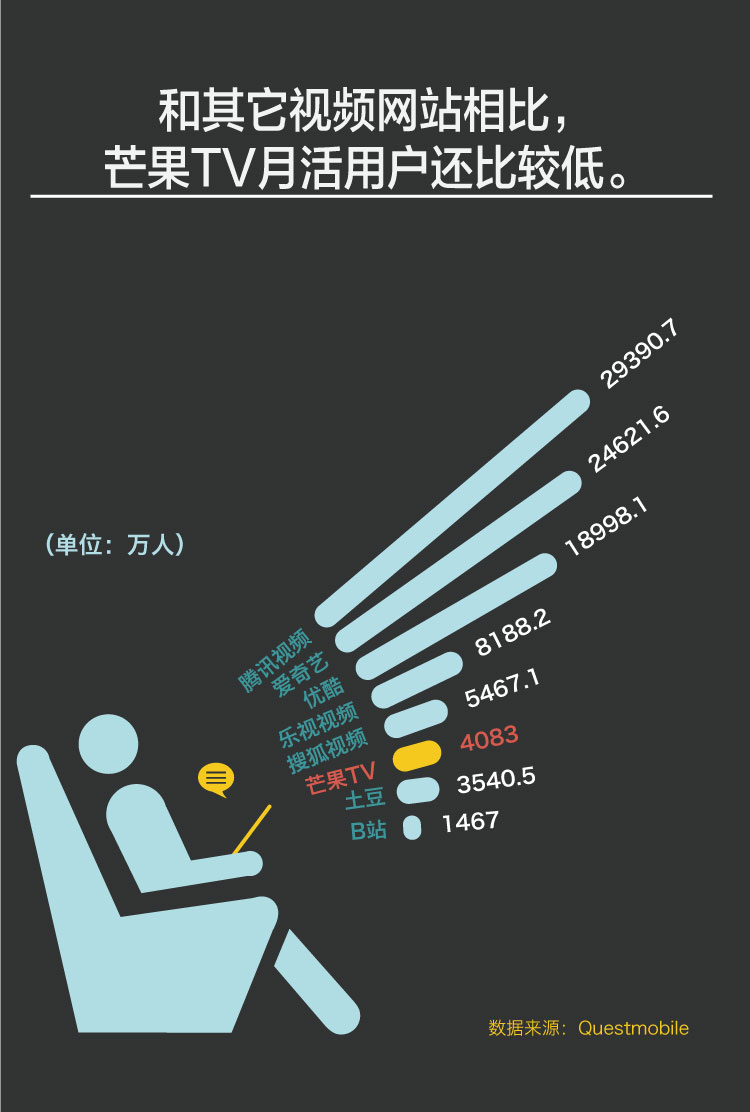 和其它视频网站相比，
芒果TV月活用户还比较低。
（单位：万人）
腾讯视频 29390.7
爱奇艺 24621.6
优酷 18998.1
乐视视频 8188.2
搜狐视频 5467.1
芒果TV 4083
土豆 3540.5
B站 1467
数据来源：Questmobile